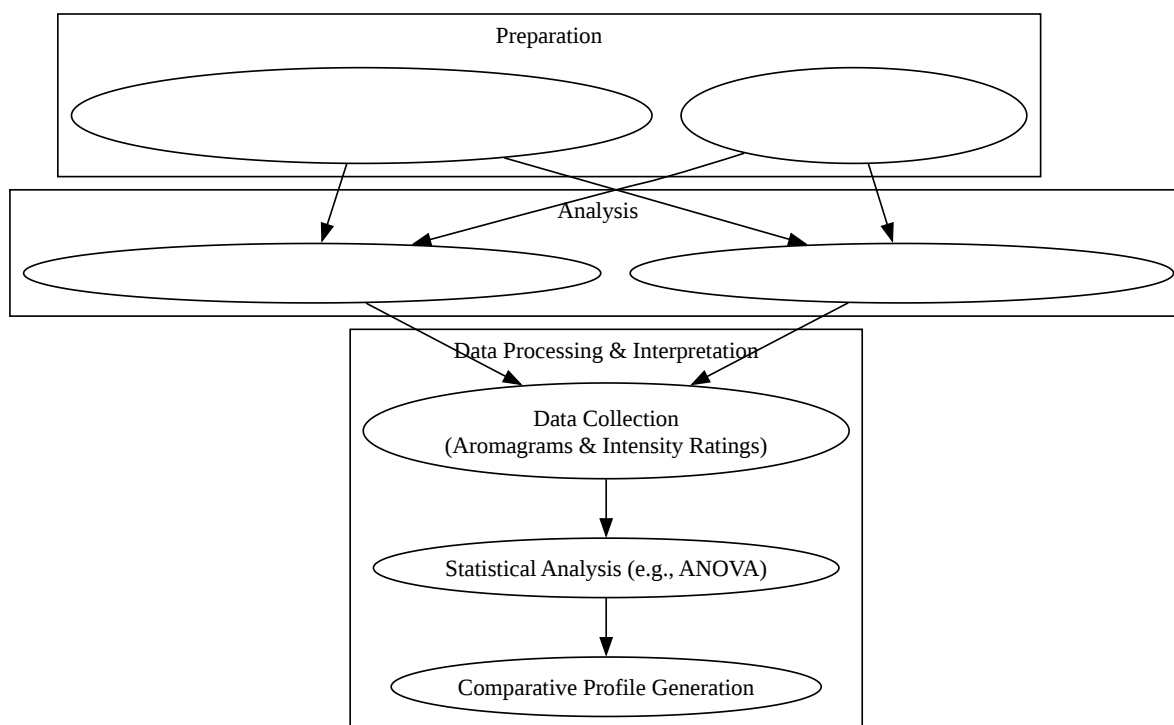 Preparation
Analysis
Data Processing & Interpretation
Data Collection
(Aromagrams & Intensity Ratings)
Statistical Analysis (e.g., ANOVA)
Comparative Profile Generation